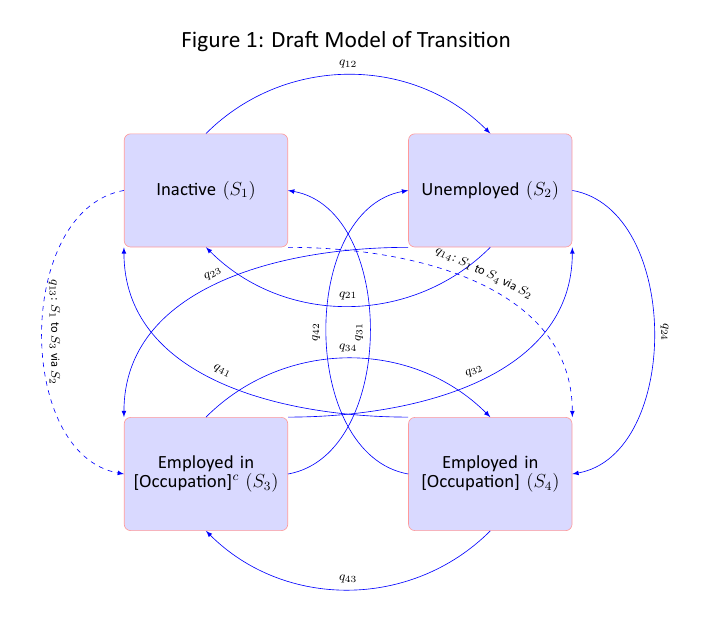 Figure 1: Draft Model of Transition
q₁₂
Inactive (S₁)
Unemployed (S₂)
q₁₄: S₁ to S₄ via S₂
q₂₃
q₂₁
q₁₃: S₁ to S₃ via S₂
q₄₂
q₃₁
q₂₄
q₃₄
q₄₁
q₃₂
Employed in
[Occupation]ᶜ (S₃)
Employed in
[Occupation] (S₄)
q₄₃